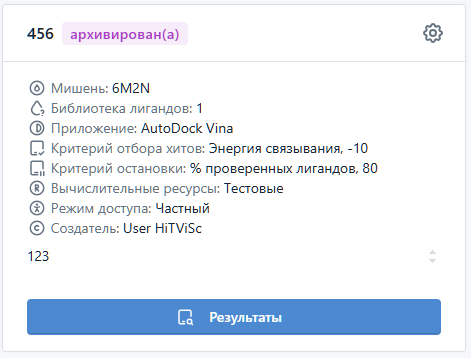 456 архивирован(а)
Мишень: 6M2N
Библиотека лигандов: 1
Приложение: AutoDock Vina
Критерий отбора хитов: Энергия связывания, -10
Критерий остановки: % проверенных лигандов, 80
Вычислительные ресурсы: Тестовые
Режим доступа: Частный
Создатель: User HiTViSc
123
Результаты